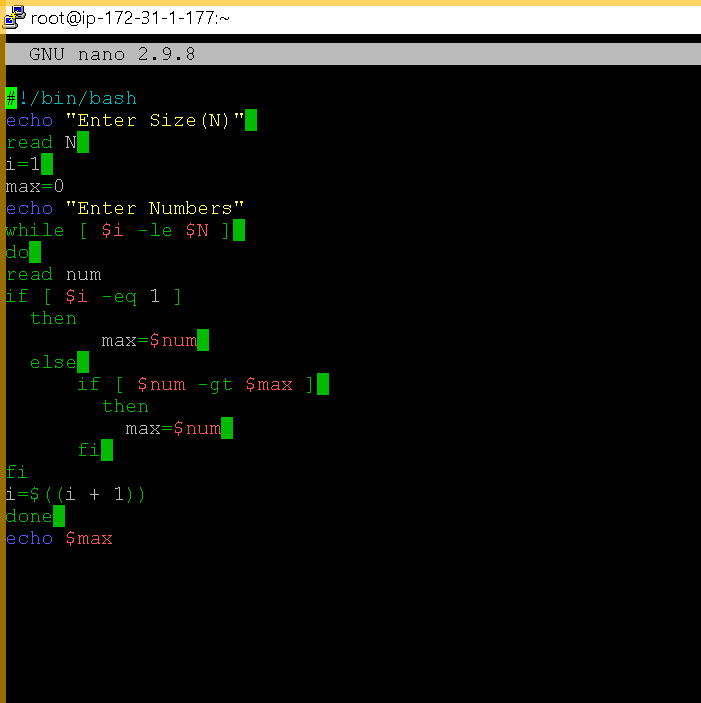 root@ip-172-31-1-177:~
GNU nano 2.9.8
#!/bin/bash
echo "Enter Size(N)"
read N
i=1
max=0
echo "Enter Numbers"
while [ $i -le $N ]
do
read num
if [ $i -eq 1 ]
  then
        max=$num
  else
      if [ $num -gt $max ]
        then
          max=$num
      fi
fi
i=$((i + 1))
done
echo $max